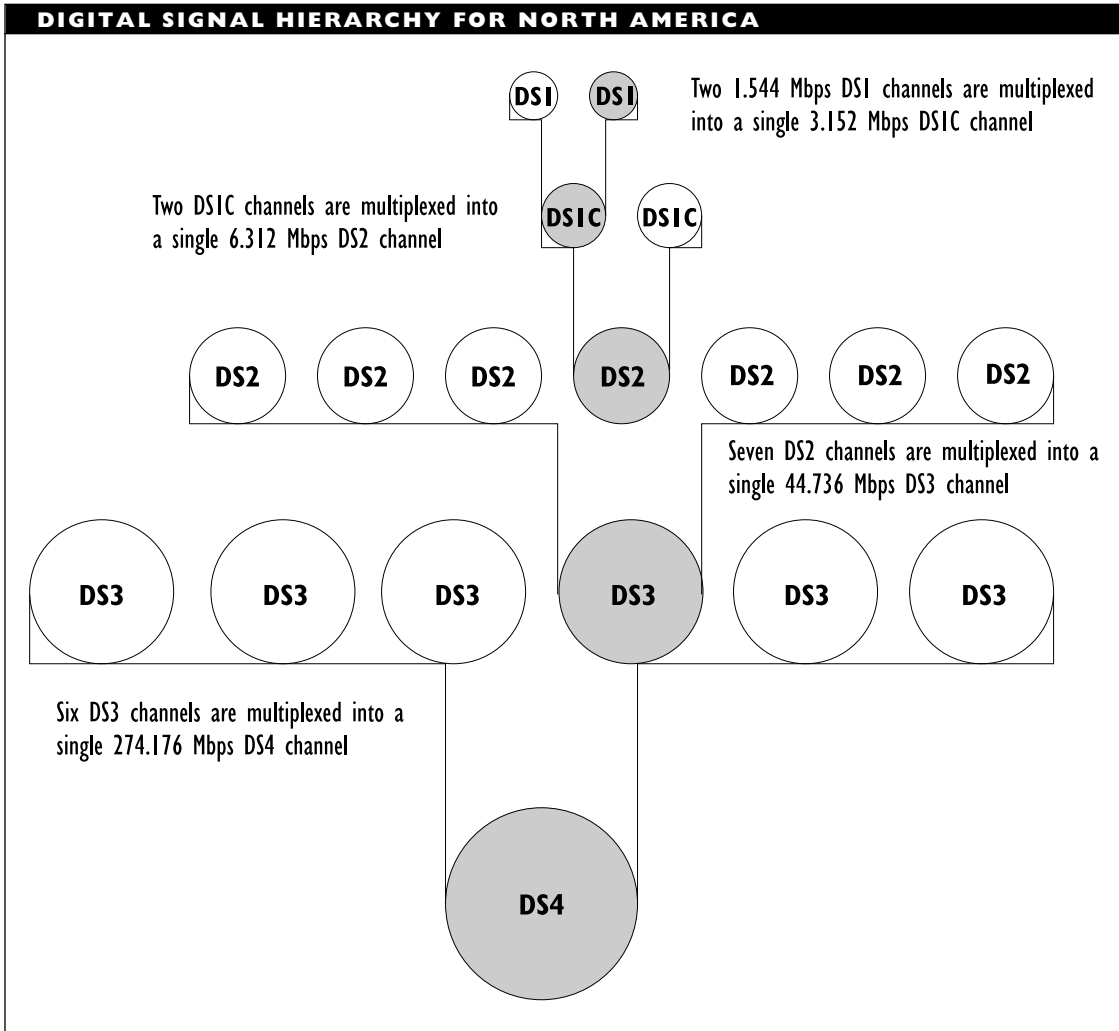 DIGITAL SIGNAL HIERARCHY FOR NORTH AMERICA
DS1 DS1
Two 1.544 Mbps DS1 channels are multiplexed
into a single 3.152 Mbps DS1C channel
Two DS1C channels are multiplexed into
a single 6.312 Mbps DS2 channel
DS1C DS1C
DS2 DS2 DS2 DS2 DS2 DS2 DS2
Seven DS2 channels are multiplexed into a
single 44.736 Mbps DS3 channel
DS3 DS3 DS3 DS3 DS3 DS3
Six DS3 channels are multiplexed into a
single 274.176 Mbps DS4 channel
DS4